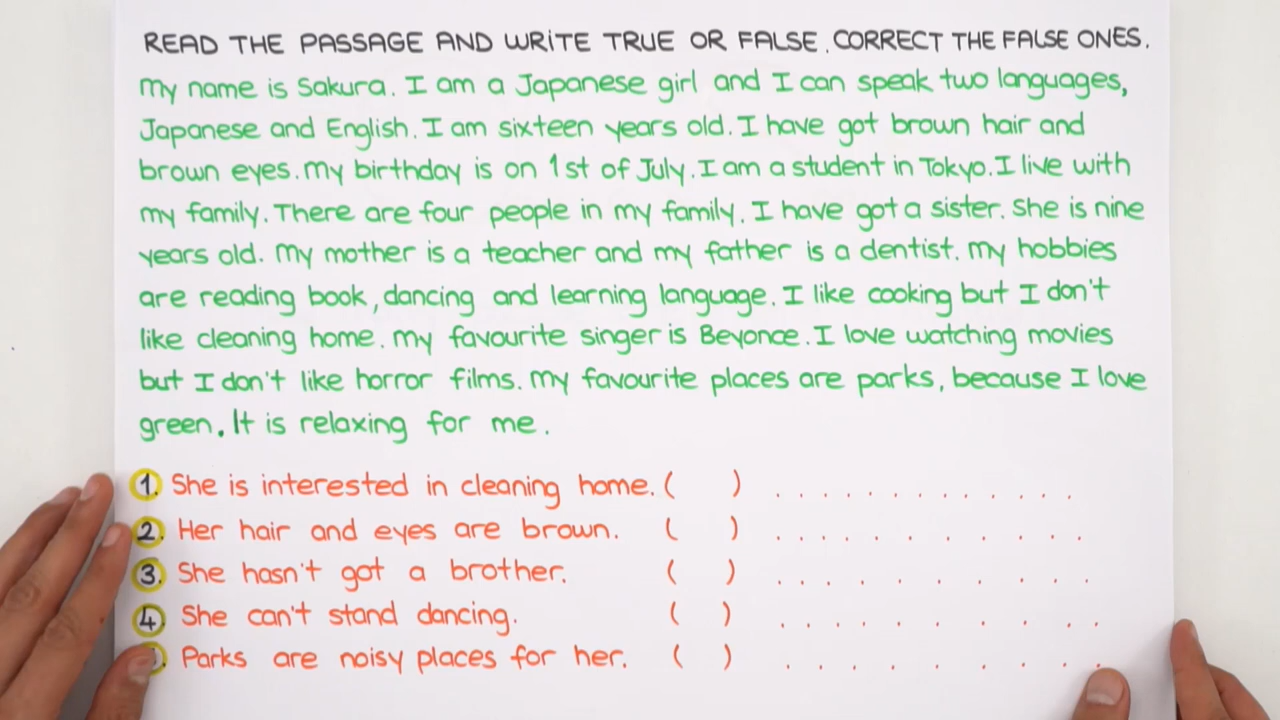 READ THE PASSAGE AND WRITE TRUE OR FALSE. CORRECT THE FALSE ONES.
My name is Sakura. I am a Japanese girl and I can speak two languages,
Japanese and English. I am sixteen years old. I have got brown hair and
brown eyes. My birthday is on 1st of July. I am a student in Tokyo. I live with
my family. There are four people in my family. I have got a sister. She is nine
years old. My mother is a teacher and my father is a dentist. My hobbies
are reading book, dancing and learning language. I like cooking but I don't
like cleaning home. My favourite singer is Beyonce. I love watching movies
but I don't like horror films. My favourite places are parks, because I love
green. It is relaxing for me.
1. She is interested in cleaning home. ( ) . . . . . . . . . . . . .
2. Her hair and eyes are brown. ( ) . . . . . . . . . . . .
3. She hasn't got a brother. ( ) . . . . . . . . . . .
4. She can't stand dancing. ( ) . . . . . . . . . . .
Parks are noisy places for her. ( ) . . . . . . . . . .